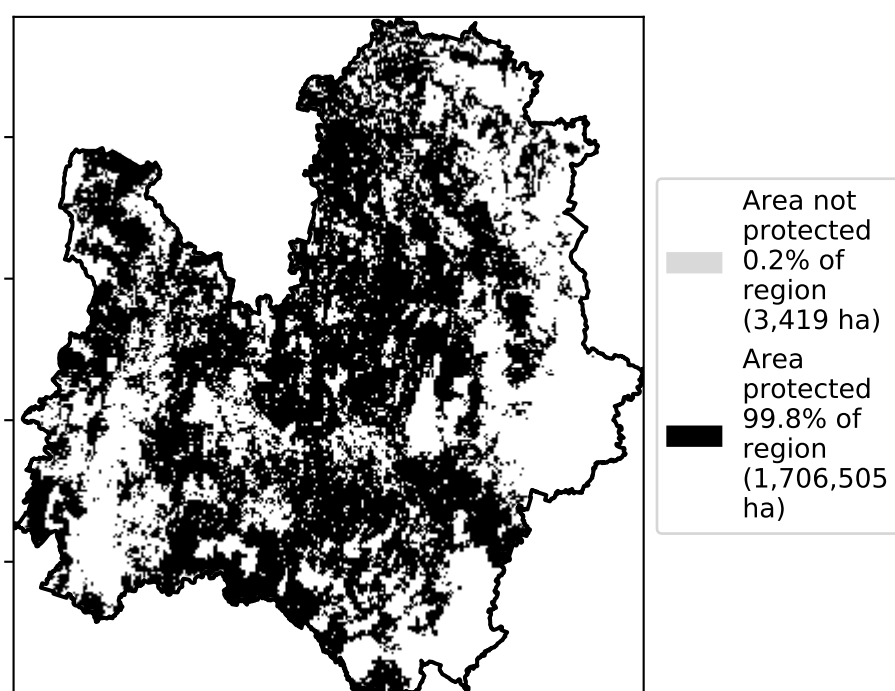 Area not
protected
0.2% of
region
(3,419 ha)
Area
protected
99.8% of
region
(1,706,505
ha)